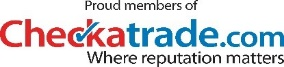 Proud members of
Checkatrade.com
Where reputation matters